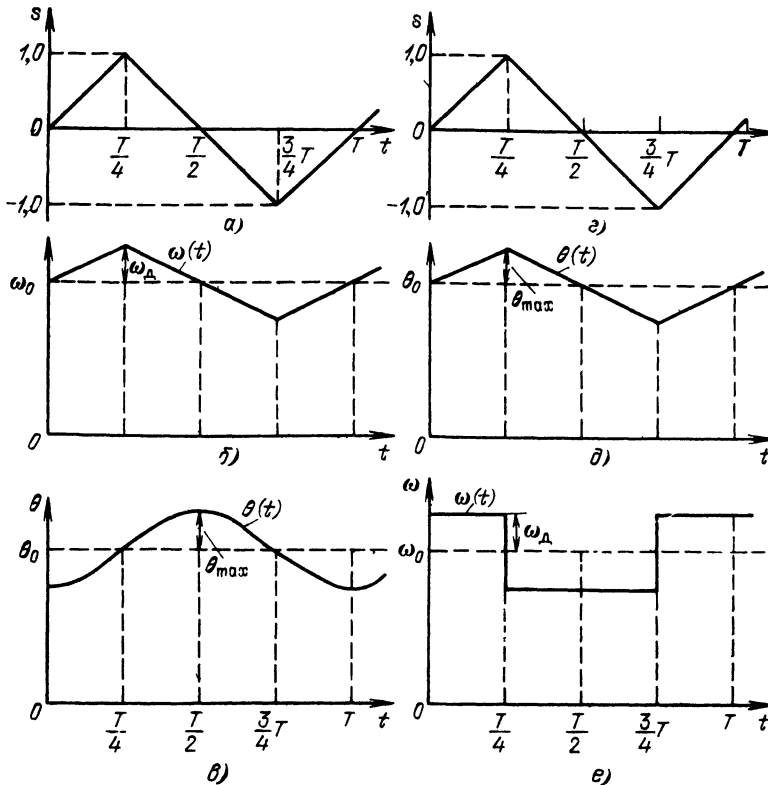 s
1,0
0
-1,0
T/4
T/2
3/4 T
T
t
а)
s
1,0
0
-1,0
T/4
T/2
3/4 T
T
г)
ω(t)
ω_д
ω₀
0
t
б)
θ(t)
θ_max
θ₀
0
t
д)
θ
θ(t)
θ_max
θ₀
0
T/4
T/2
3/4 T
T
t
в)
ω
ω(t)
ω_д
ω₀
0
T/4
T/2
3/4 T
T
t
е)